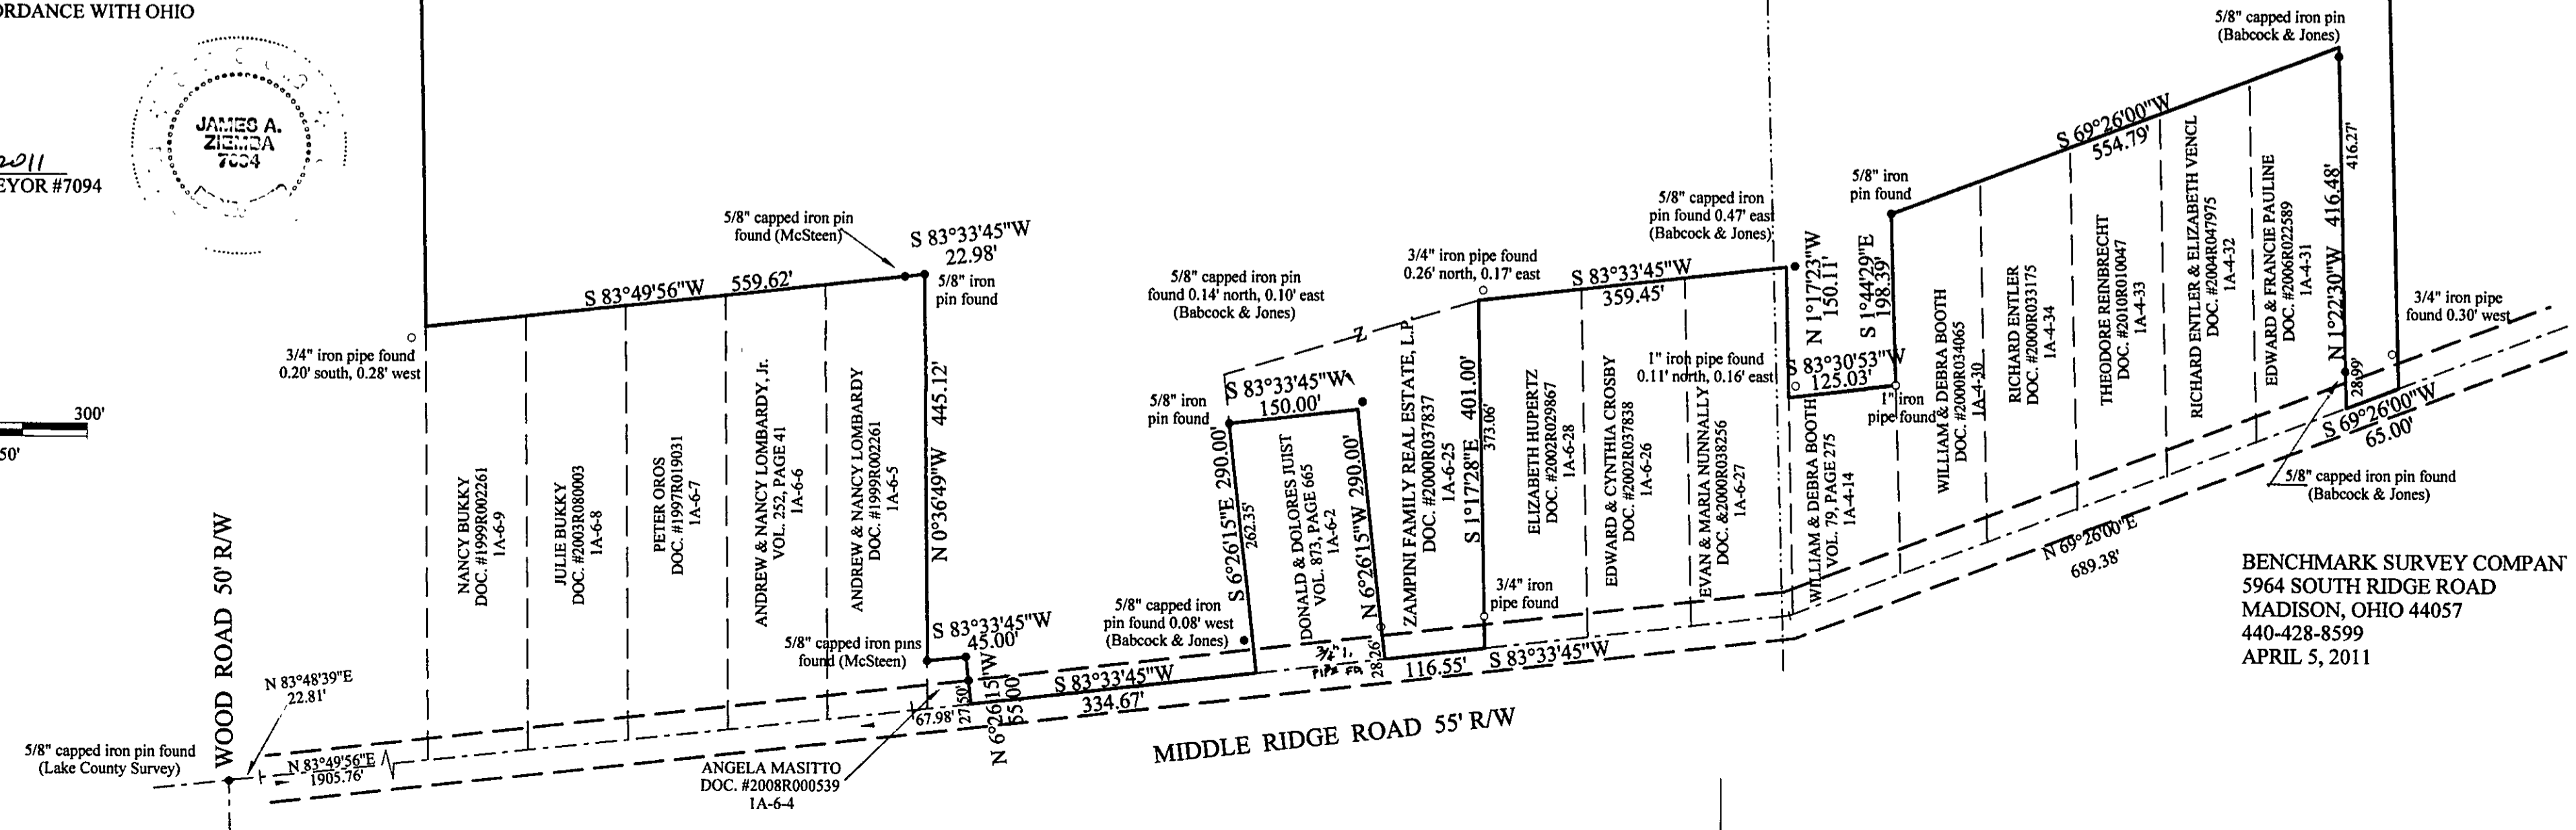 ORDANCE WITH OHIO
JAMES A.
ZIEMBA
2011
EYOR #7094
300'
50'
5/8" capped iron pin
found (McSteen)
S 83°33'45"W
22.98'
5/8" iron
pin found
S 83°49'56"W 559.62'
3/4" iron pipe found
0.20' south, 0.28' west
NANCY BUKKY
DOC. #1999R002261
1A-6-9
JULIE BUKKY
DOC. #2003R080003
1A-6-8
PETER OROS
DOC. #1997R019031
1A-6-7
ANDREW & NANCY LOMBARDY, Jr.
VOL. 252, PAGE 41
1A-6-6
ANDREW & NANCY LOMBARDY
DOC. #1999R002261
1A-6-5
N 0°36'49"W 445.12'
S 83°33'45"W
45.00'
5/8" capped iron pins
found (McSteen)
WOOD ROAD 50' R/W
N 83°48'39"E
22.81'
5/8" capped iron pin found
(Lake County Survey)
N 83°49'56"E
1905.76'
67.98'
27.50'
N 6°26'15"W
55.00'
ANGELA MASITTO
DOC. #2008R000539
1A-6-4
S 83°33'45"W
334.67'
MIDDLE RIDGE ROAD 55' R/W
5/8" capped iron pin
found 0.14' north, 0.10' east
(Babcock & Jones)
Z
5/8" iron
pin found
S 83°33'45"W
150.00'
S 6°26'15"E 290.00'
262.35'
DONALD & DOLORES JUIST
VOL. 873, PAGE 665
1A-6-2
N 6°26'15"W 290.00'
5/8" capped iron
pin found 0.08' west
(Babcock & Jones)
3/4" I.
PIPE FD.
28.26'
116.55'
S 83°33'45"W
ZAMPINI FAMILY REAL ESTATE, L.P.
DOC. #2000R037837
1A-6-25
S 1°17'28"E 401.00'
373.06'
3/4" iron pipe found
0.26' north, 0.17' east
S 83°33'45"W
359.45'
3/4" iron
pipe found
ELIZABETH HUPERTZ
DOC. #2002R029867
1A-6-28
EDWARD & CYNTHIA CROSBY
DOC. #2002R037838
1A-6-26
EVAN & MARIA NUNNALLY
DOC. &2000R038256
1A-6-27
5/8" capped iron
pin found 0.47' east
(Babcock & Jones)
1" iron pipe found
0.11' north, 0.16' east
N 1°17'23"W
150.11'
S 83°30'53"W
125.03'
S 1°44'29"E
198.39'
5/8" iron
pin found
1" iron
pipe found
WILLIAM & DEBRA BOOTH
VOL. 79, PAGE 275
1A-4-14
WILLIAM & DEBRA BOOTH
DOC. #2000R034065
1A-4-30
RICHARD ENTLER
DOC. #2000R033175
1A-4-34
THEODORE REINBRECHT
DOC. #2010R010047
1A-4-33
RICHARD ENTLER & ELIZABETH VENCL
DOC. #2004R047975
1A-4-32
EDWARD & FRANCIE PAULINE
DOC. #2006R022589
1A-4-31
S 69°26'00"W
554.79'
5/8" capped iron pin
(Babcock & Jones)
N 1°22'30"W 416.48'
416.27'
28.99'
3/4" iron pipe
found 0.30' west
S 69°26'00"W
65.00'
5/8" capped iron pin found
(Babcock & Jones)
N 69°26'00"E
689.38'
BENCHMARK SURVEY COMPAN
5964 SOUTH RIDGE ROAD
MADISON, OHIO 44057
440-428-8599
APRIL 5, 2011